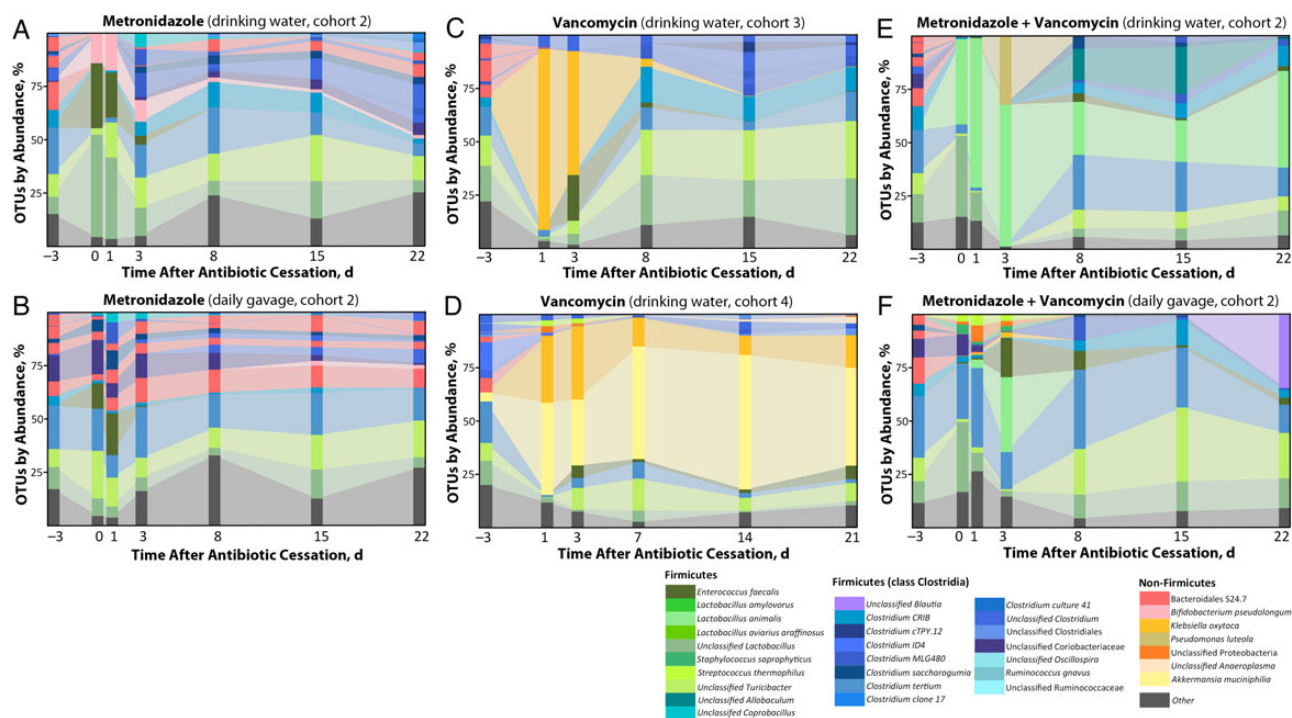 A
Metronidazole (drinking water, cohort 2)
OTUs by Abundance, %
75
50
25
−3 0 1 3 8 15 22
Time After Antibiotic Cessation, d
B
Metronidazole (daily gavage, cohort 2)
OTUs by Abundance, %
75
50
25
−3 0 1 3 8 15 22
Time After Antibiotic Cessation, d
C
Vancomycin (drinking water, cohort 3)
OTUs by Abundance, %
75
50
25
−3 1 3 8 15 22
Time After Antibiotic Cessation, d
D
Vancomycin (drinking water, cohort 4)
OTUs by Abundance, %
75
50
25
−3 1 3 7 14 21
Time After Antibiotic Cessation, d
E
Metronidazole + Vancomycin (drinking water, cohort 2)
OTUs by Abundance, %
75
50
25
−3 0 1 3 8 15 22
Time After Antibiotic Cessation, d
F
Metronidazole + Vancomycin (daily gavage, cohort 2)
OTUs by Abundance, %
75
50
25
−3 0 1 3 8 15 22
Time After Antibiotic Cessation, d
Firmicutes
Enterococcus faecalis
Lactobacillus amylovorus
Lactobacillus animalis
Lactobacillus aviarius araffinosus
Unclassified Lactobacillus
Staphylococcus saprophyticus
Streptococcus thermophilus
Unclassified Turicibacter
Unclassified Allobaculum
Unclassified Coprobacillus
Firmicutes (class Clostridia)
Unclassified Blautia
Clostridium CRIB
Clostridium cTPY.12
Clostridium ID4
Clostridium MLG480
Clostridium saccharogumia
Clostridium tertium
Clostridium clone 17
Clostridium culture 41
Unclassified Clostridium
Unclassified Clostridiales
Unclassified Coriobacteriaceae
Unclassified Oscillospira
Ruminococcus gnavus
Unclassified Ruminococcaceae
Non-Firmicutes
Bacteroidales S24.7
Bifidobacterium pseudolongum
Klebsiella oxytoca
Pseudomonas luteola
Unclassified Proteobacteria
Unclassified Anaeroplasma
Akkermansia muciniphilia
Other